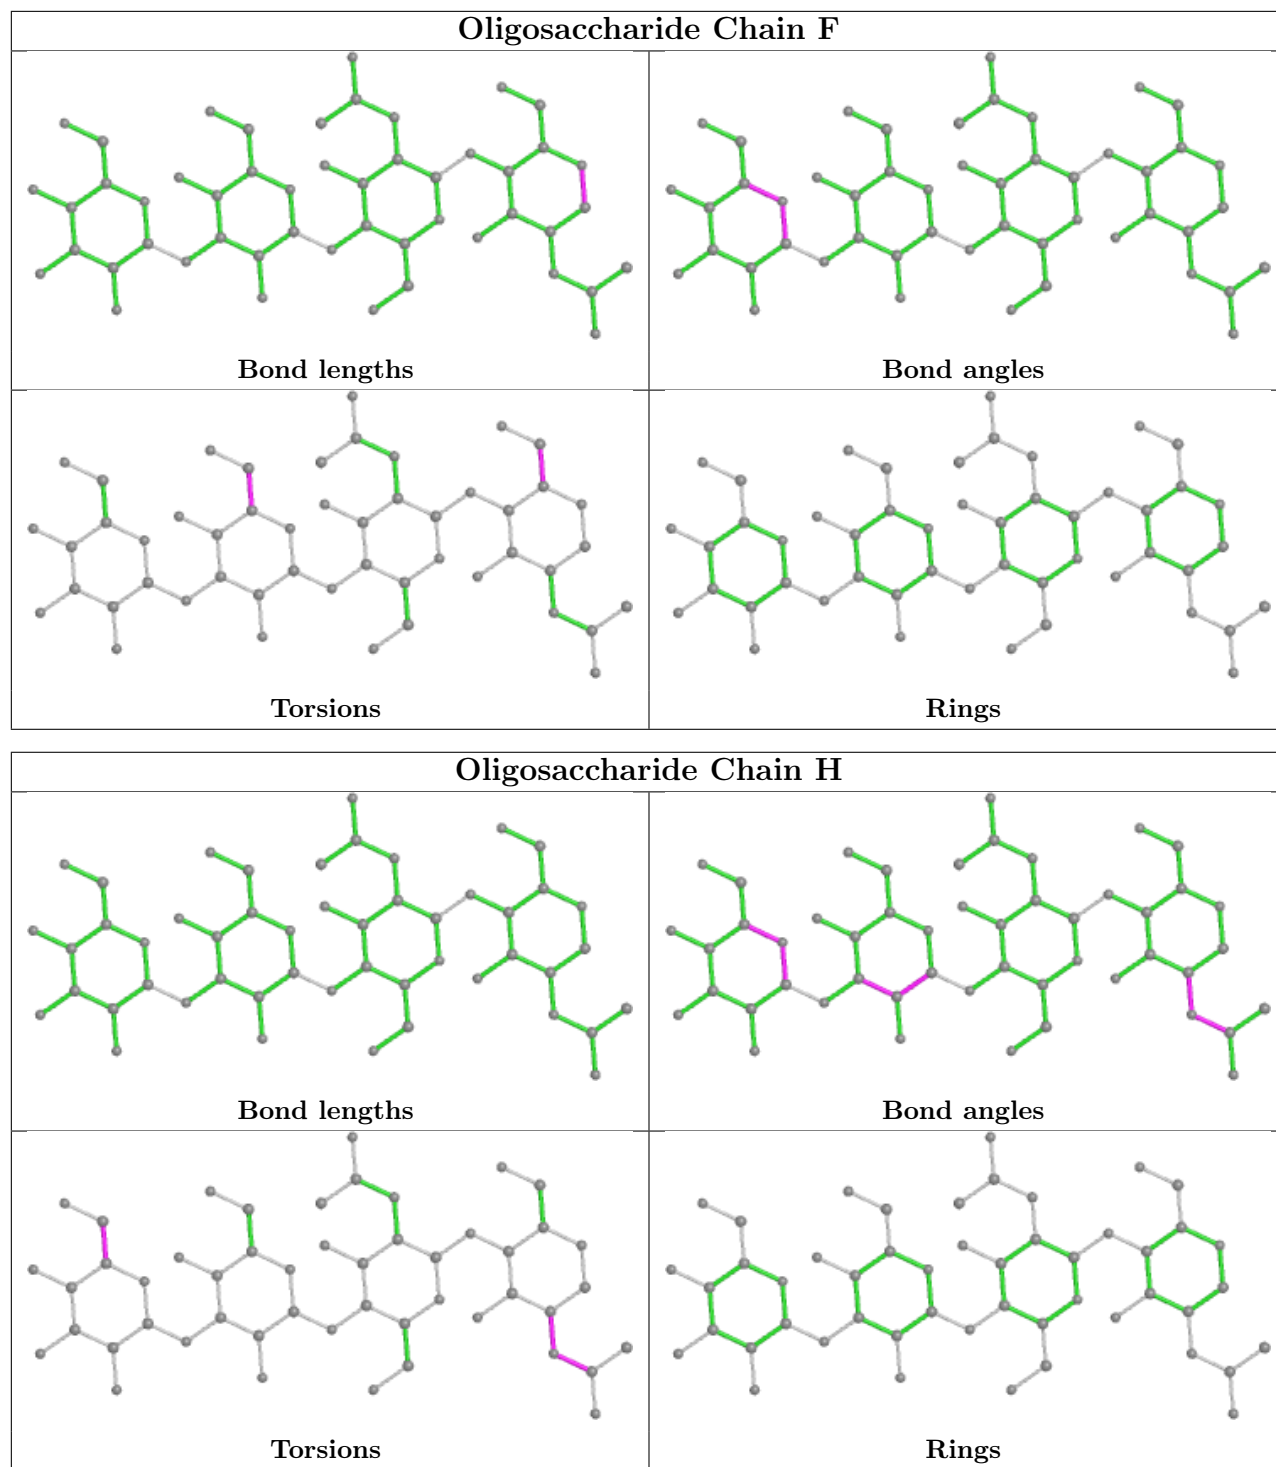 Oligosaccharide Chain F
Bond lengths
Bond angles
Torsions
Rings
Oligosaccharide Chain H
Bond lengths
Bond angles
Torsions
Rings